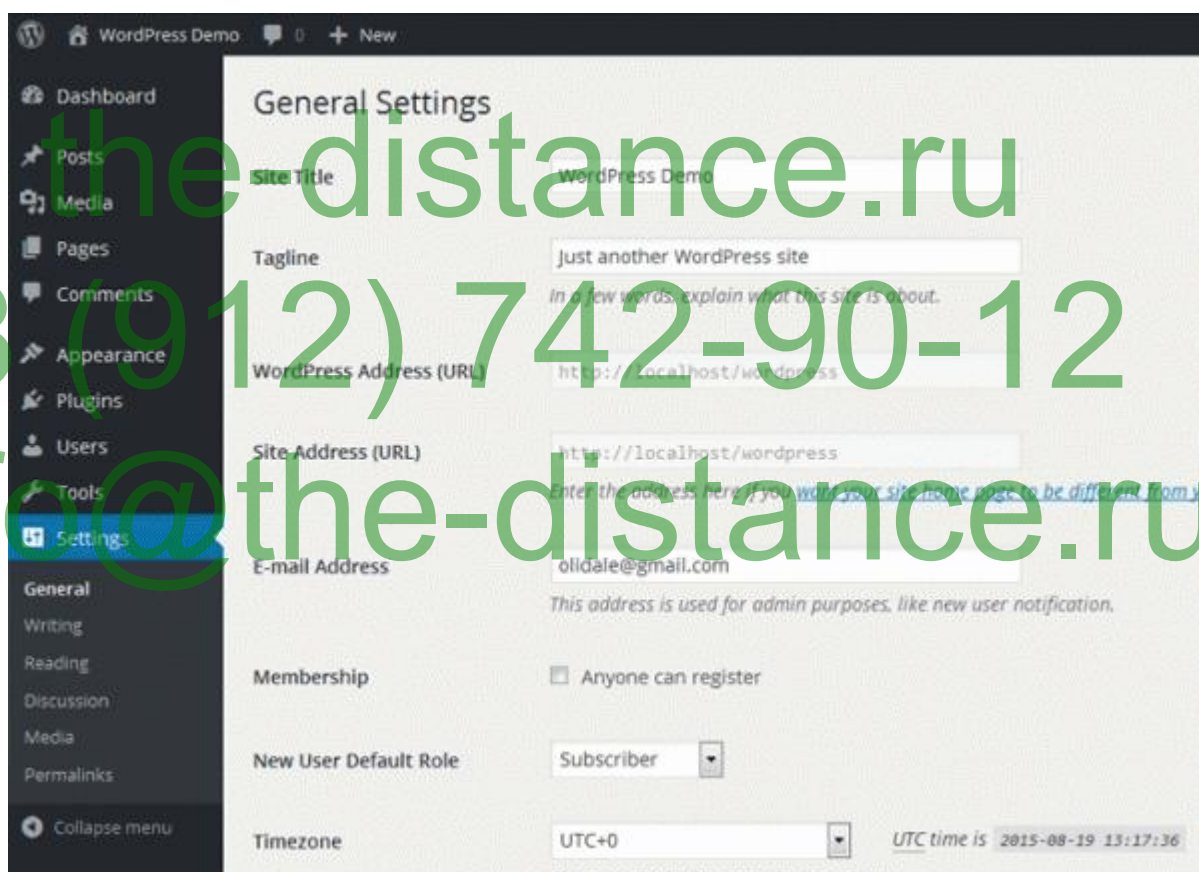 WordPress Demo 0 + New
Dashboard
Posts
Media
Pages
Comments
Appearance
Plugins
Users
Tools
Settings
General
Writing
Reading
Discussion
Media
Permalinks
Collapse menu
General Settings
Site Title WordPress Demo
Tagline Just another WordPress site
In a few words, explain what this site is about.
WordPress Address (URL) http://localhost/wordpress
Site Address (URL) http://localhost/wordpress
Enter the address here if you want your site home page to be different from
E-mail Address olidale@gmail.com
This address is used for admin purposes, like new user notification.
Membership Anyone can register
New User Default Role Subscriber
Timezone UTC+0 UTC time is 2015-08-19 13:17:36
the-distance.ru
(912) 742-90-12
@the-distance.ru